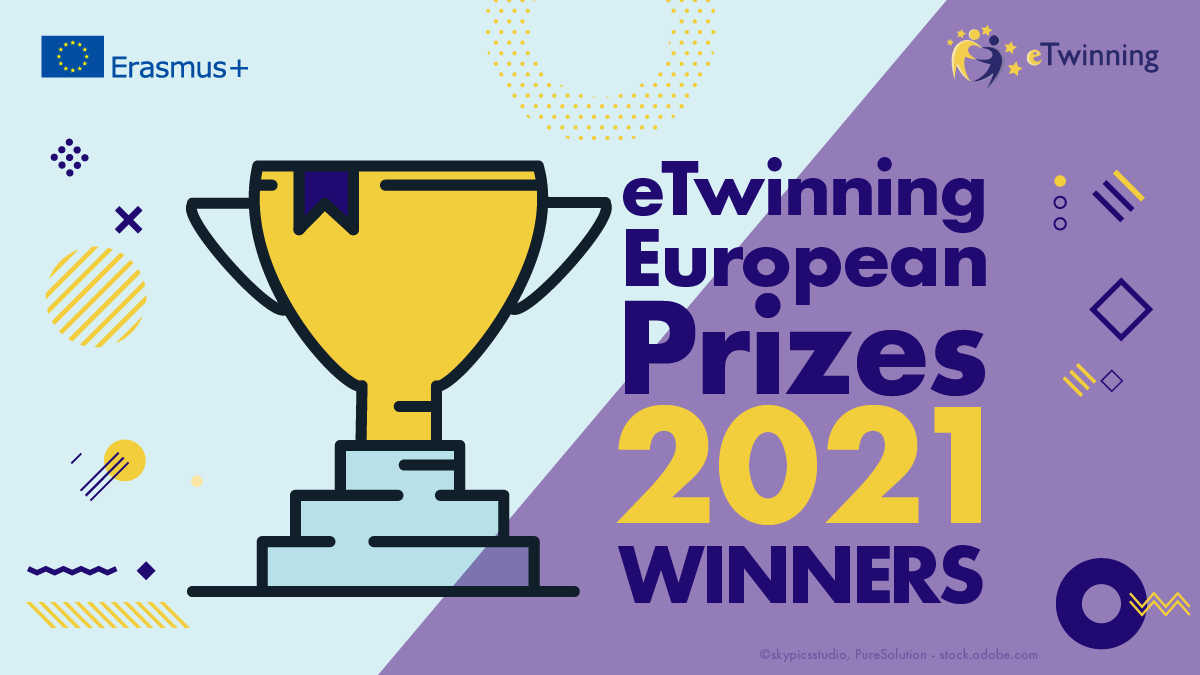 Erasmus+
eTwinning
eTwinning
European
Prizes
2021
WINNERS
©skypicsstudio, PureSolution - stock.adobe.com